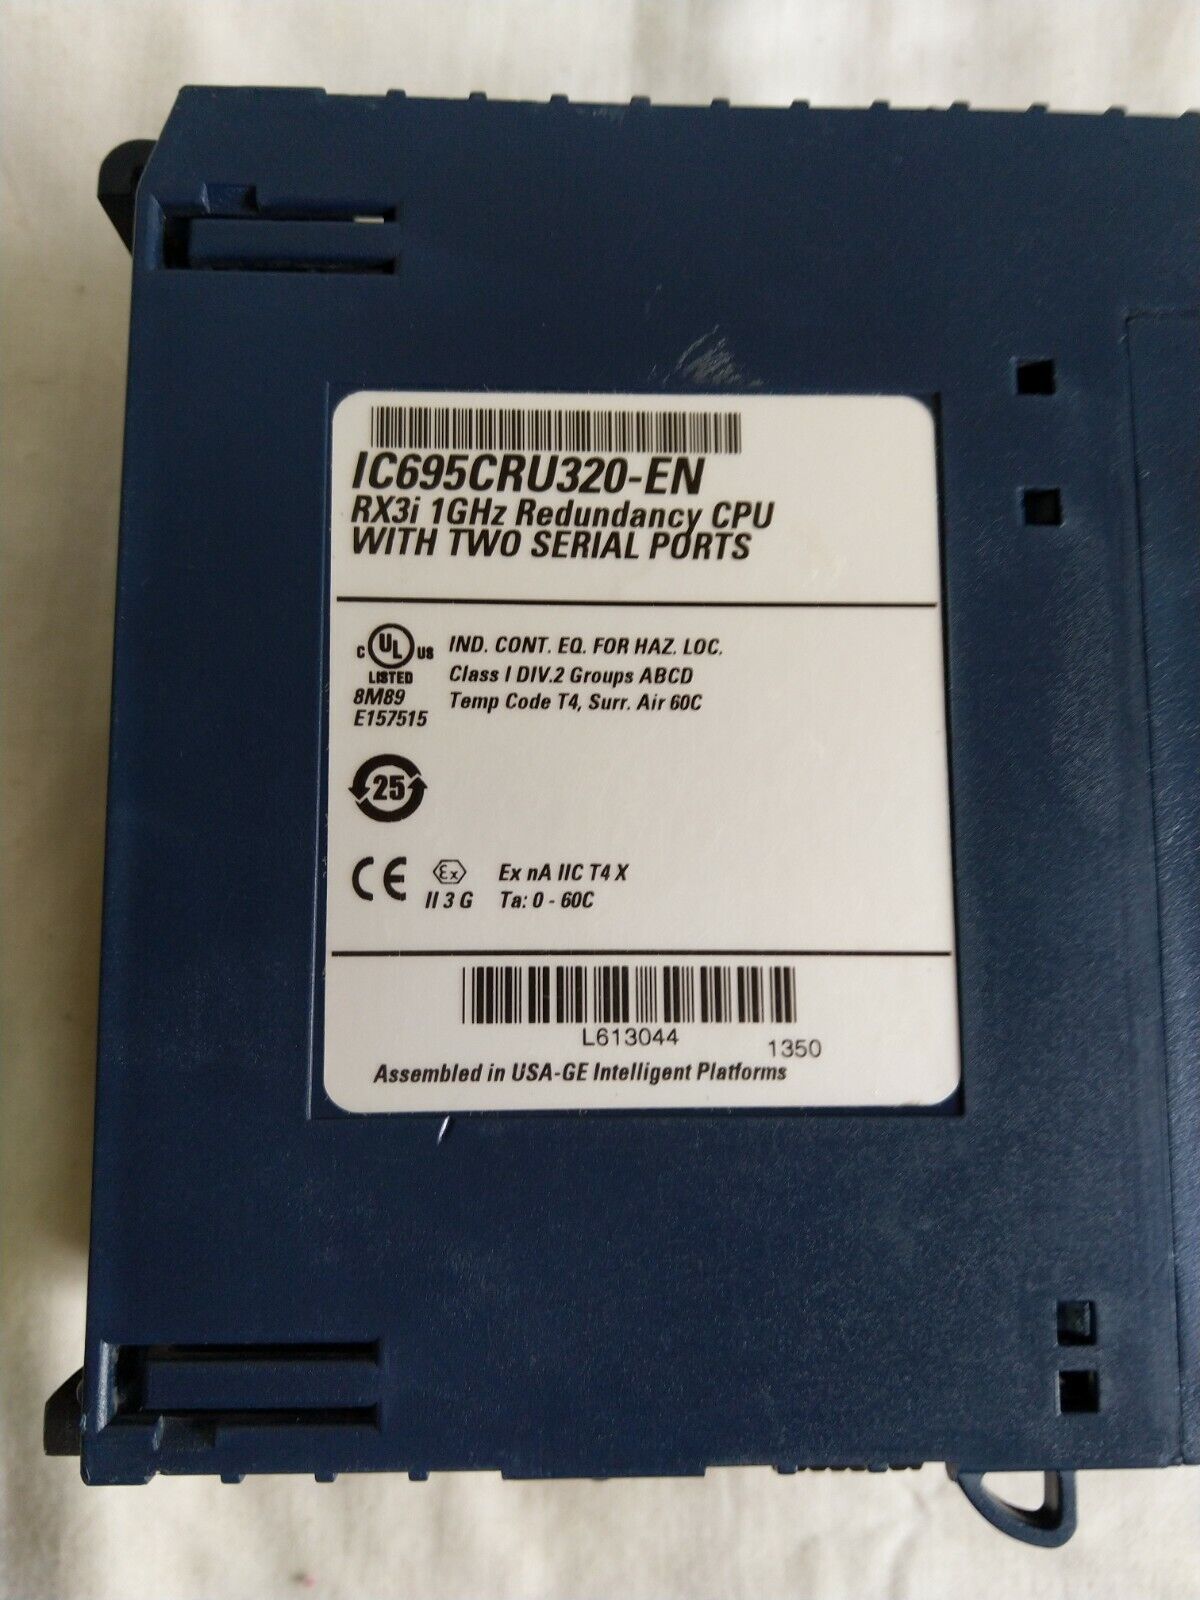 IC695CRU320-EN
RX3i 1GHz Redundancy CPU
WITH TWO SERIAL PORTS
C UL US
LISTED
8M89
E157515
IND. CONT. EQ. FOR HAZ. LOC.
Class I DIV.2 Groups ABCD
Temp Code T4, Surr. Air 60C
25
CE
Ex
II 3 G
Ex nA IIC T4 X
Ta: 0 - 60C
L613044
1350
Assembled in USA-GE Intelligent Platforms